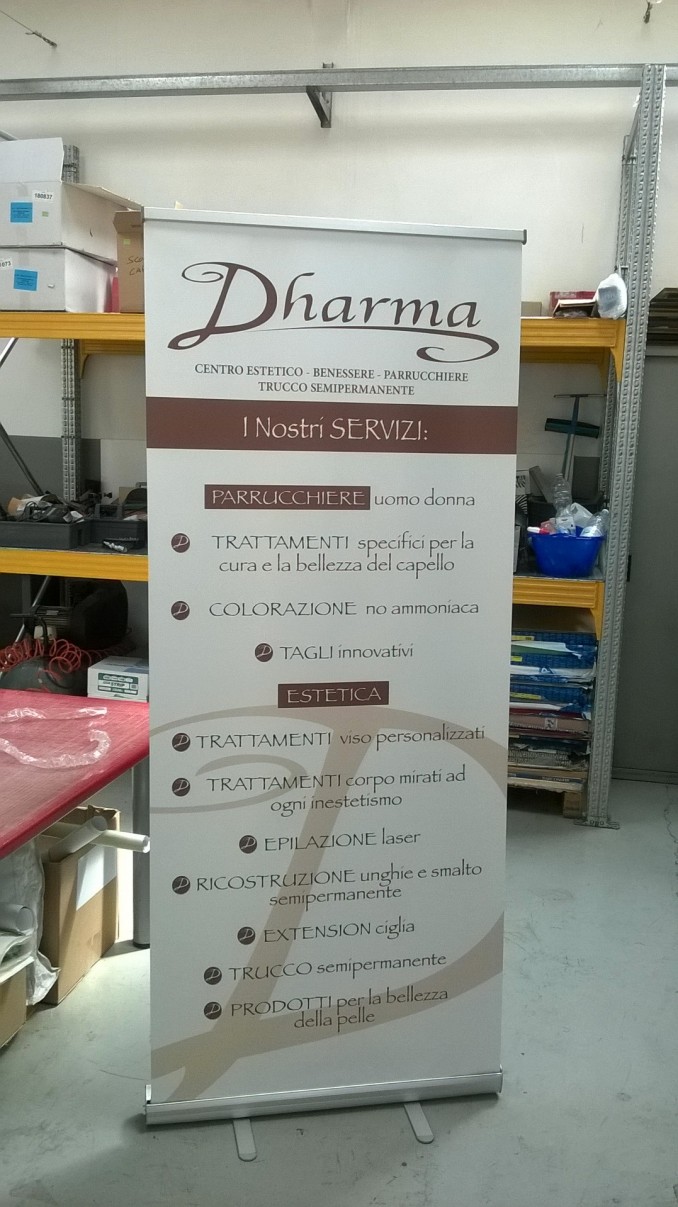 Dharma
CENTRO ESTETICO - BENESSERE - PARRUCCHIERE
TRUCCO SEMIPERMANENTE
I Nostri SERVIZI:
PARRUCCHIERE uomo donna
TRATTAMENTI specifici per la
cura e la bellezza del capello
COLORAZIONE no ammoniaca
TAGLI innovativi
ESTETICA
TRATTAMENTI viso personalizzati
TRATTAMENTI corpo mirati ad
ogni inestetismo
EPILAZIONE laser
RICOSTRUZIONE unghie e smalto
semipermanente
EXTENSION ciglia
TRUCCO semipermanente
PRODOTTI per la bellezza
della pelle
180837